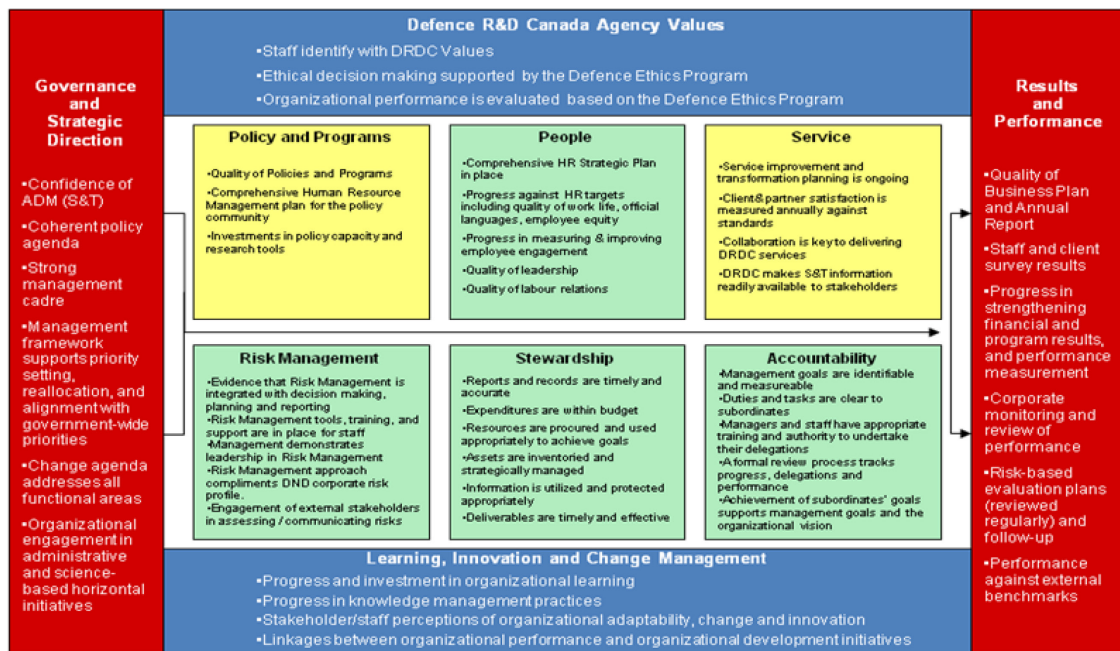 Defence R&D Canada Agency Values
▪Staff identify with DRDC Values
▪Ethical decision making supported by the Defence Ethics Program
▪Organizational performance is evaluated based on the Defence Ethics Program
Governance
and
Strategic
Direction
▪Confidence of
ADM (S&T)
▪Coherent policy
agenda
▪Strong
management
cadre
▪Management
framework
supports priority
setting,
reallocation, and
alignment with
government-wide
priorities
▪Change agenda
addresses all
functional areas
▪Organizational
engagement in
administrative
and science-
based horizontal
initiatives
Policy and Programs
•Quality of Policies and Programs
•Comprehensive Human Resource
Management plan for the policy
community
•Investments in policy capacity and
research tools
People
•Comprehensive HR Strategic Plan
in place
•Progress against HR targets
including quality of work life, official
languages, employee equity
•Progress in measuring & improving
employee engagement
•Quality of leadership
•Quality of labour relations
Service
•Service improvement and
transformation planning is ongoing
•Client& partner satisfaction is
measured annually against
standards
•Collaboration is key to delivering
DRDC services
•DRDC makes S&T information
readily available to stakeholders
Risk Management
•Evidence that Risk Management is
integrated with decision making,
planning and reporting
•Risk Management tools, training, and
support are in place for staff
•Management demonstrates
leadership in Risk Management
•Risk Management approach
compliments DND corporate risk
profile.
•Engagement of external stakeholders
in assessing / communicating risks
Stewardship
•Reports and records are timely and
accurate
•Expenditures are within budget
•Resources are procured and used
appropriately to achieve goals
•Assets are inventoried and
strategically managed
•Information is utilized and protected
appropriately
•Deliverables are timely and effective
Accountability
•Management goals are identifiable
and measureable
•Duties and tasks are clear to
subordinates
•Managers and staff have appropriate
training and authority to undertake
their delegations
•A formal review process tracks
progress, delegations and
performance
•Achievement of subordinates' goals
supports management goals and the
organizational vision
Results
and
Performance
▪Quality of
Business Plan
and Annual
Report
▪Staff and client
survey results
▪Progress in
strengthening
financial and
program results,
and performance
measurement
▪Corporate
monitoring and
review of
performance
▪Risk-based
evaluation plans
(reviewed
regularly) and
follow-up
▪Performance
against external
benchmarks
Learning, Innovation and Change Management
▪Progress and investment in organizational learning
▪Progress in knowledge management practices
▪Stakeholder/staff perceptions of organizational adaptability, change and innovation
▪Linkages between organizational performance and organizational development initiatives